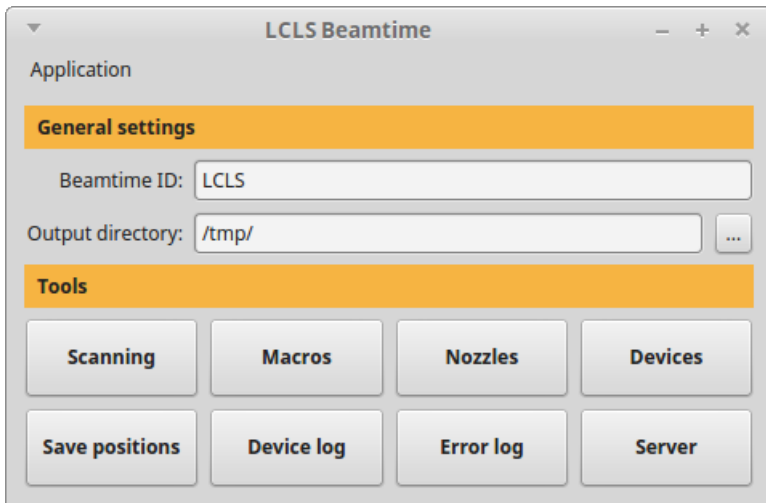 LCLS Beamtime
Application
General settings
Beamtime ID: LCLS
Output directory: /tmp/ ...
Tools
Scanning Macros Nozzles Devices
Save positions Device log Error log Server